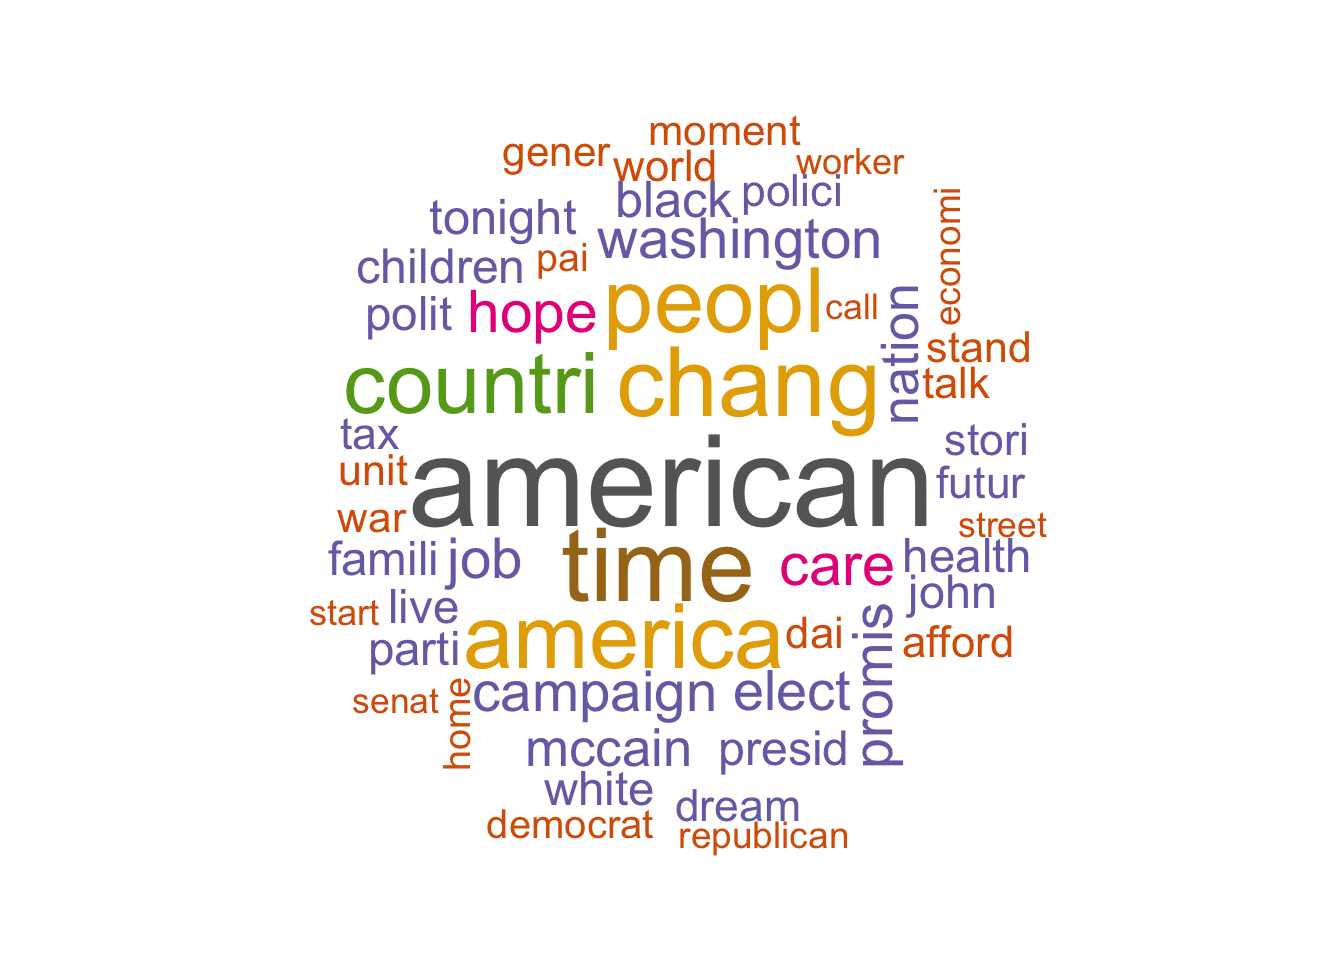 moment
gener
world
worker
black
polici
tonight
washington
economi
children
pai
polit
hope
peopl
call
nation
stand
countri
chang
talk
tax
stori
unit
american
futur
war
street
famili
job
time
care
health
john
start
live
parti
america
dai
promis
afford
senat
home
campaign
elect
mccain
presid
white
dream
democrat
republican